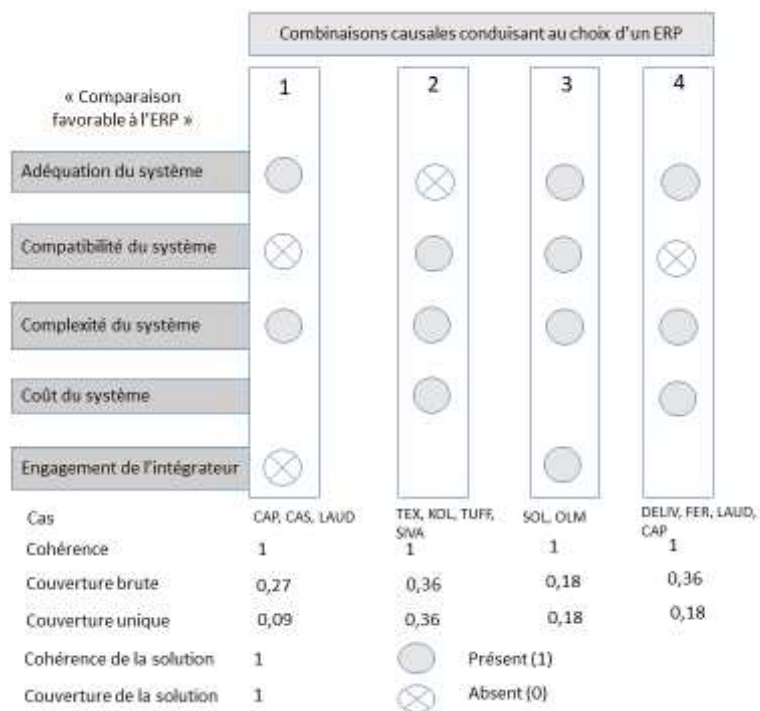 Combinaisons causales conduisant au choix d'un ERP
« Comparaison
favorable à l'ERP »
1 2 3 4
Adéquation du système
Compatibilité du système
Complexité du système
Coût du système
Engagement de l'intégrateur
Cas CAP, CAS, LAUD TEX, KOL, TUFF, SIVA SOL, OLM DELIV, FER, LAUD, CAP
Cohérence 1 1 1 1
Couverture brute 0,27 0,36 0,18 0,36
Couverture unique 0,09 0,36 0,18 0,18
Cohérence de la solution 1 Présent (1)
Couverture de la solution 1 Absent (0)